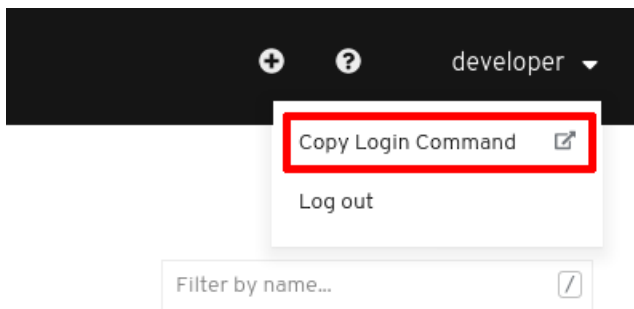 developer
Copy Login Command
Log out
Filter by name...
/